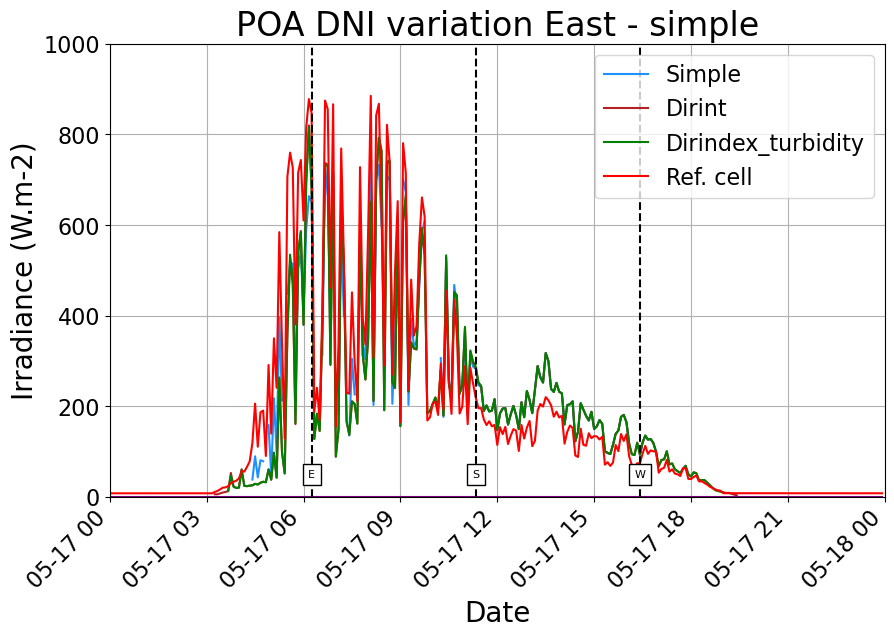 POA DNI variation East - simple
Irradiance (W.m-2)
1000
800
600
400
200
0
Simple
Dirint
Dirindex_turbidity
Ref. cell
E
S
W
05-17 00
05-17 03
05-17 06
05-17 09
05-17 12
05-17 15
05-17 18
05-17 21
05-18 00
Date